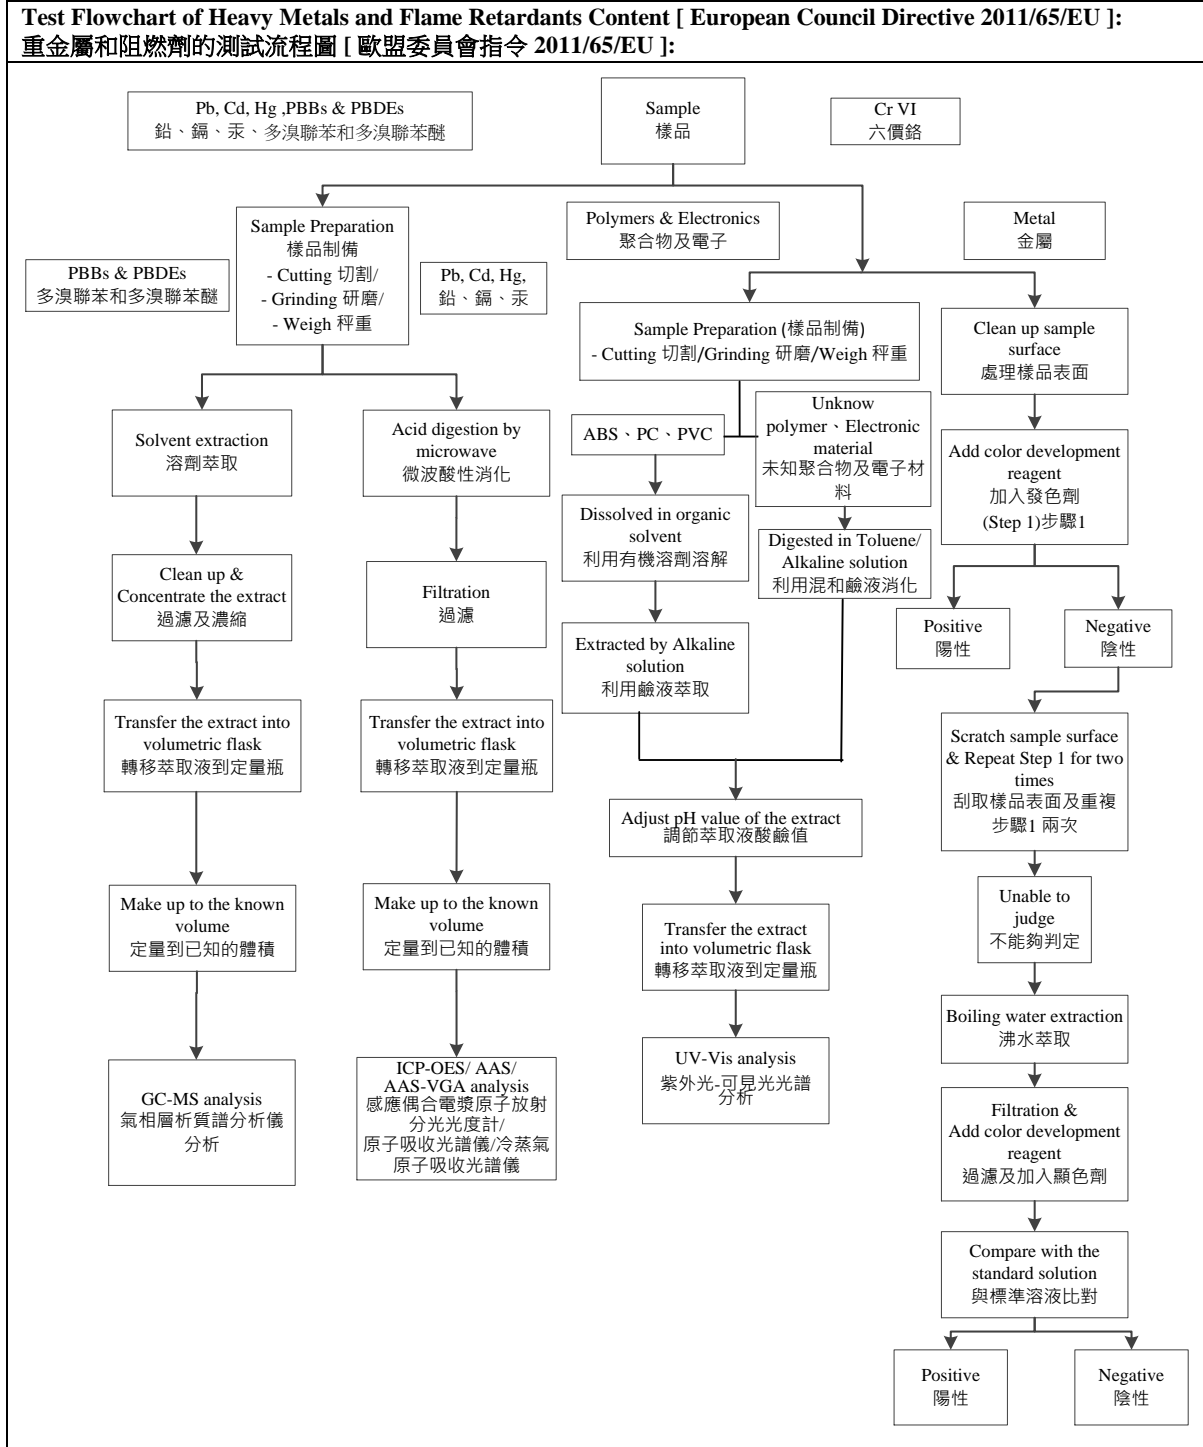 Test Flowchart of Heavy Metals and Flame Retardants Content [ European Council Directive 2011/65/EU ]:
重金屬和阻燃劑的測試流程圖 [ 歐盟委員會指令 2011/65/EU ]:
Pb, Cd, Hg ,PBBs & PBDEs
鉛、鎘、汞、多溴聯苯和多溴聯苯醚
Sample
樣品
Cr VI
六價鉻
Sample Preparation
樣品制備
- Cutting 切割/
- Grinding 研磨/
- Weigh 秤重
PBBs & PBDEs
多溴聯苯和多溴聯苯醚
Pb, Cd, Hg,
鉛、鎘、汞
Polymers & Electronics
聚合物及電子
Metal
金屬
Solvent extraction
溶劑萃取
Clean up &
Concentrate the extract
過濾及濃縮
Transfer the extract into
volumetric flask
轉移萃取液到定量瓶
Make up to the known
volume
定量到已知的體積
GC-MS analysis
氣相層析質譜分析儀
分析
Acid digestion by
microwave
微波酸性消化
Filtration
過濾
Transfer the extract into
volumetric flask
轉移萃取液到定量瓶
Make up to the known
volume
定量到已知的體積
ICP-OES/ AAS/
AAS-VGA analysis
感應偶合電漿原子放射
分光光度計/
原子吸收光譜儀/冷蒸氣
原子吸收光譜儀
Sample Preparation (樣品制備)
- Cutting 切割/Grinding 研磨/Weigh 秤重
ABS、PC、PVC
Dissolved in organic
solvent
利用有機溶劑溶解
Extracted by Alkaline
solution
利用鹼液萃取
Unknow
polymer、Electronic
material
未知聚合物及電子材
料
Digested in Toluene/
Alkaline solution
利用混和鹼液消化
Adjust pH value of the extract
調節萃取液酸鹼值
Transfer the extract
into volumetric flask
轉移萃取液到定量瓶
UV-Vis analysis
紫外光-可見光光譜
分析
Clean up sample
surface
處理樣品表面
Add color development
reagent
加入發色劑
(Step 1)步驟1
Positive
陽性
Negative
陰性
Scratch sample surface
& Repeat Step 1 for two
times
刮取樣品表面及重複
步驟1 兩次
Unable to
judge
不能夠判定
Boiling water extraction
沸水萃取
Filtration &
Add color development
reagent
過濾及加入顯色劑
Compare with the
standard solution
與標準溶液比對
Positive
陽性
Negative
陰性